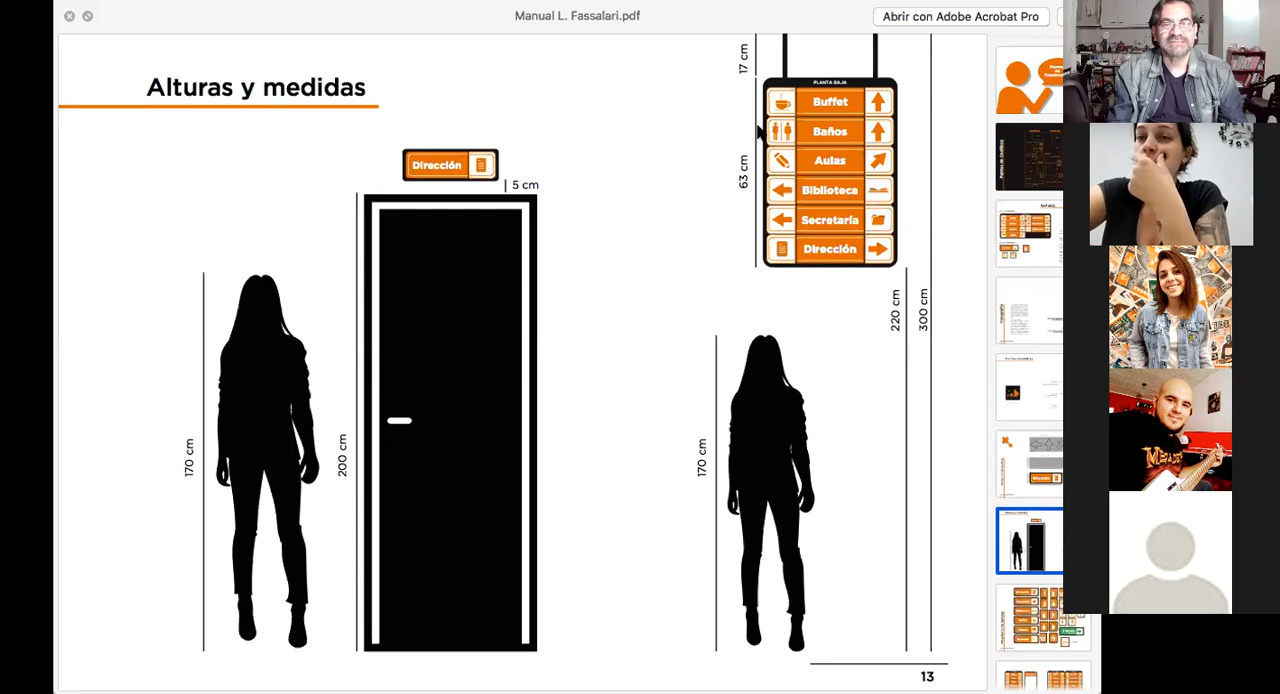 Manual L. Fassalari.pdf
Abrir con Adobe Acrobat Pro
Alturas y medidas
Dirección
5 cm
170 cm
200 cm
17 cm
63 cm
PLANTA BAJA
Buffet
Baños
Aulas
Biblioteca
Secretaría
Dirección
220 cm
300 cm
170 cm
13